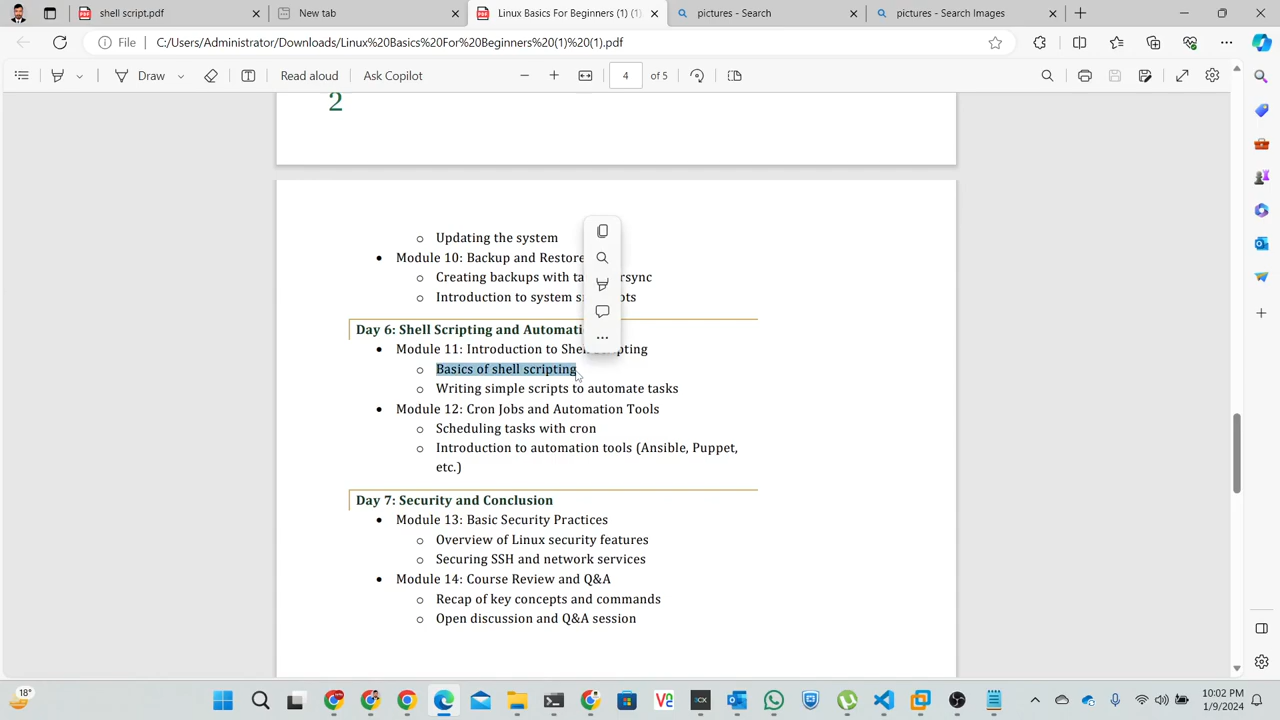 shell script.pdf
New tab
Linux Basics For Beginners (1) (1)
pictures - Search
pictures - Search Images
File
C:/Users/Administrator/Downloads/Linux%20Basics%20For%20Beginners%20(1)%20(1).pdf
Draw
Read aloud
Ask Copilot
4
of 5
2
Updating the system
Module 10: Backup and Restore
Creating backups with ta rsync
Introduction to system s ots
Day 6: Shell Scripting and Automati
Module 11: Introduction to Shell Scripting
Basics of shell scripting
Writing simple scripts to automate tasks
Module 12: Cron Jobs and Automation Tools
Scheduling tasks with cron
Introduction to automation tools (Ansible, Puppet,
etc.)
Day 7: Security and Conclusion
Module 13: Basic Security Practices
Overview of Linux security features
Securing SSH and network services
Module 14: Course Review and Q&A
Recap of key concepts and commands
Open discussion and Q&A session
18°
10:02 PM
1/9/2024